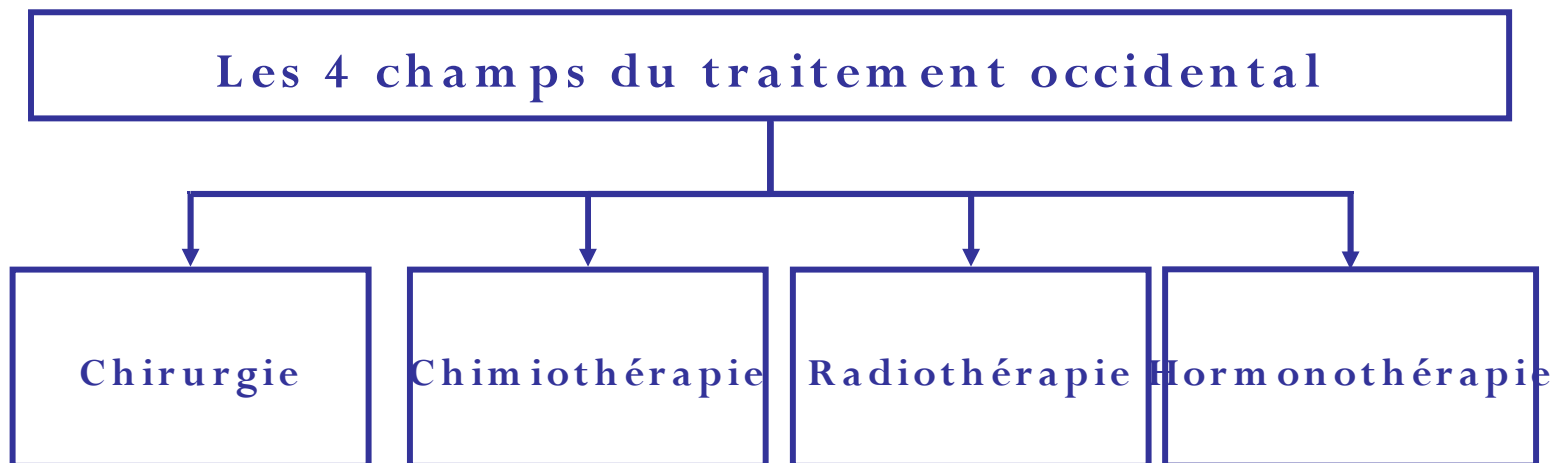 Les 4 champs du traitement occidental
Chirurgie
Chimiothérapie
Radiothérapie
Hormonothérapie